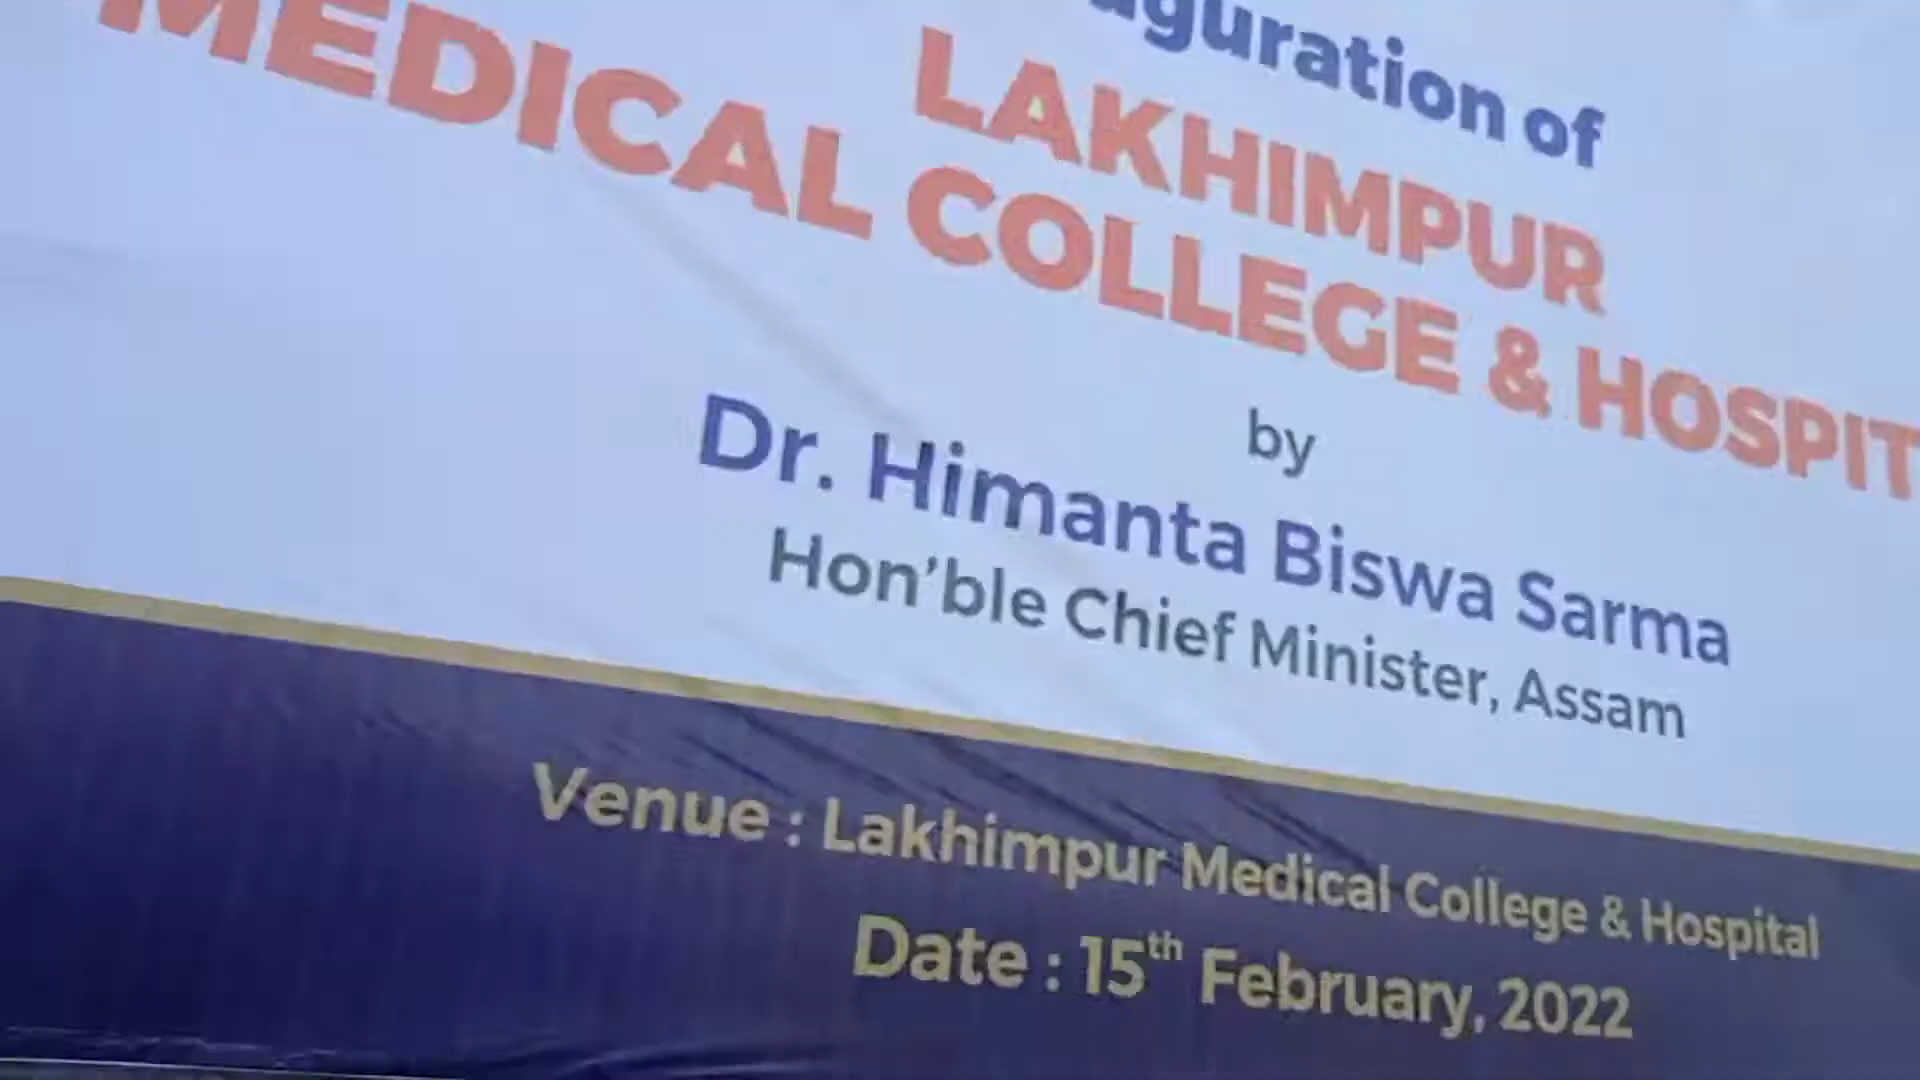 auguration of
LAKHIMPUR
MEDICAL COLLEGE & HOSPIT
by
Dr. Himanta Biswa Sarma
Hon'ble Chief Minister, Assam
Venue : Lakhimpur Medical College & Hospital
Date : 15th February, 2022